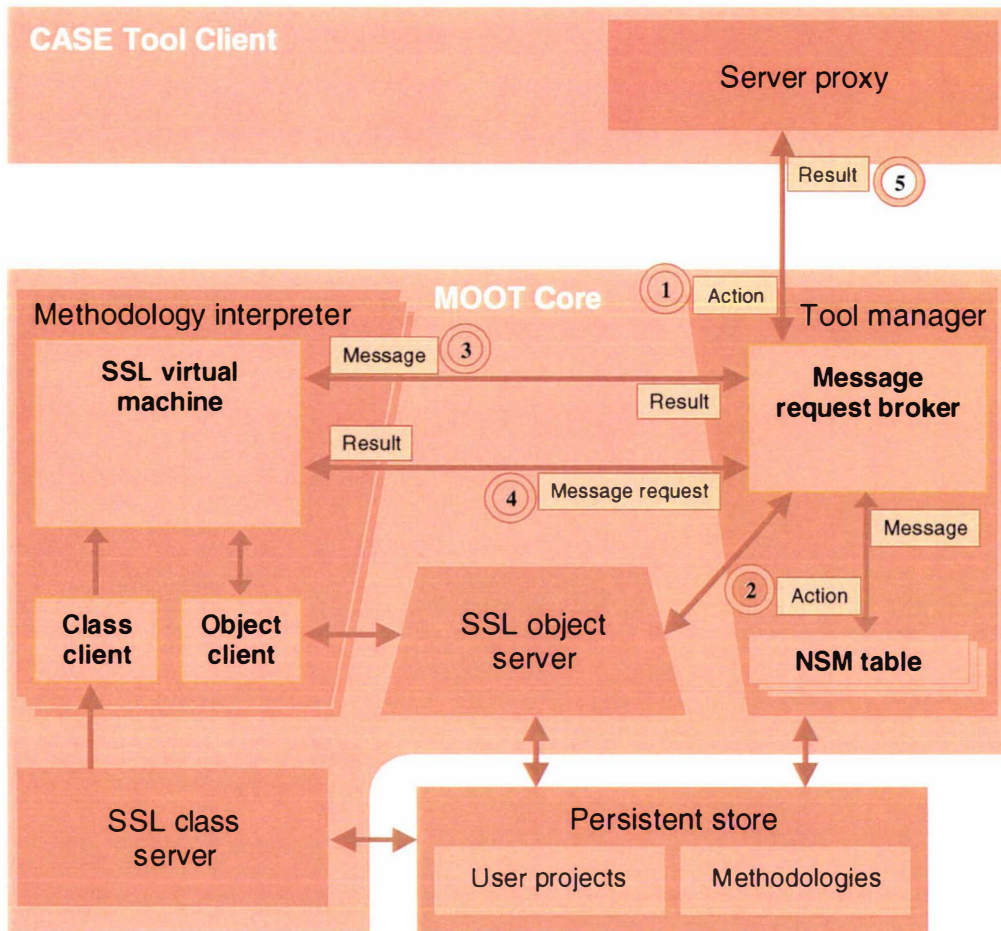 CASE Tool Client
Server proxy
Result
5
MOOT Core
1
Action
Methodology interpreter
Tool manager
SSL virtual
machine
Message
3
Result
Message
request broker
Result
4
Message request
Message
2
Action
Class
client
Object
client
SSL object
server
NSM table
SSL class
server
Persistent store
User projects
Methodologies